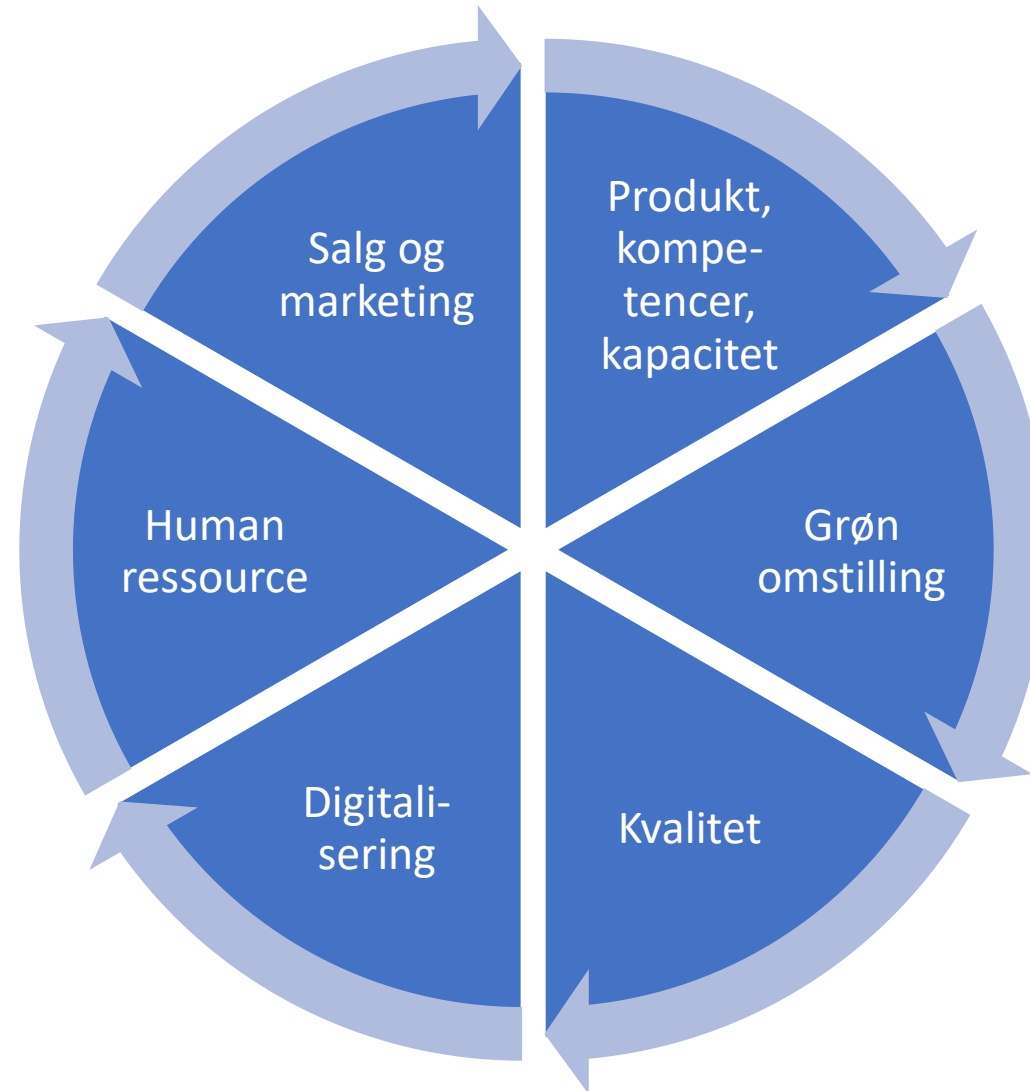 Produkt,
kompe-
tencer,
kapacitet
Grøn
omstilling
Kvalitet
Digitali-
sering
Human
ressource
Salg og
marketing